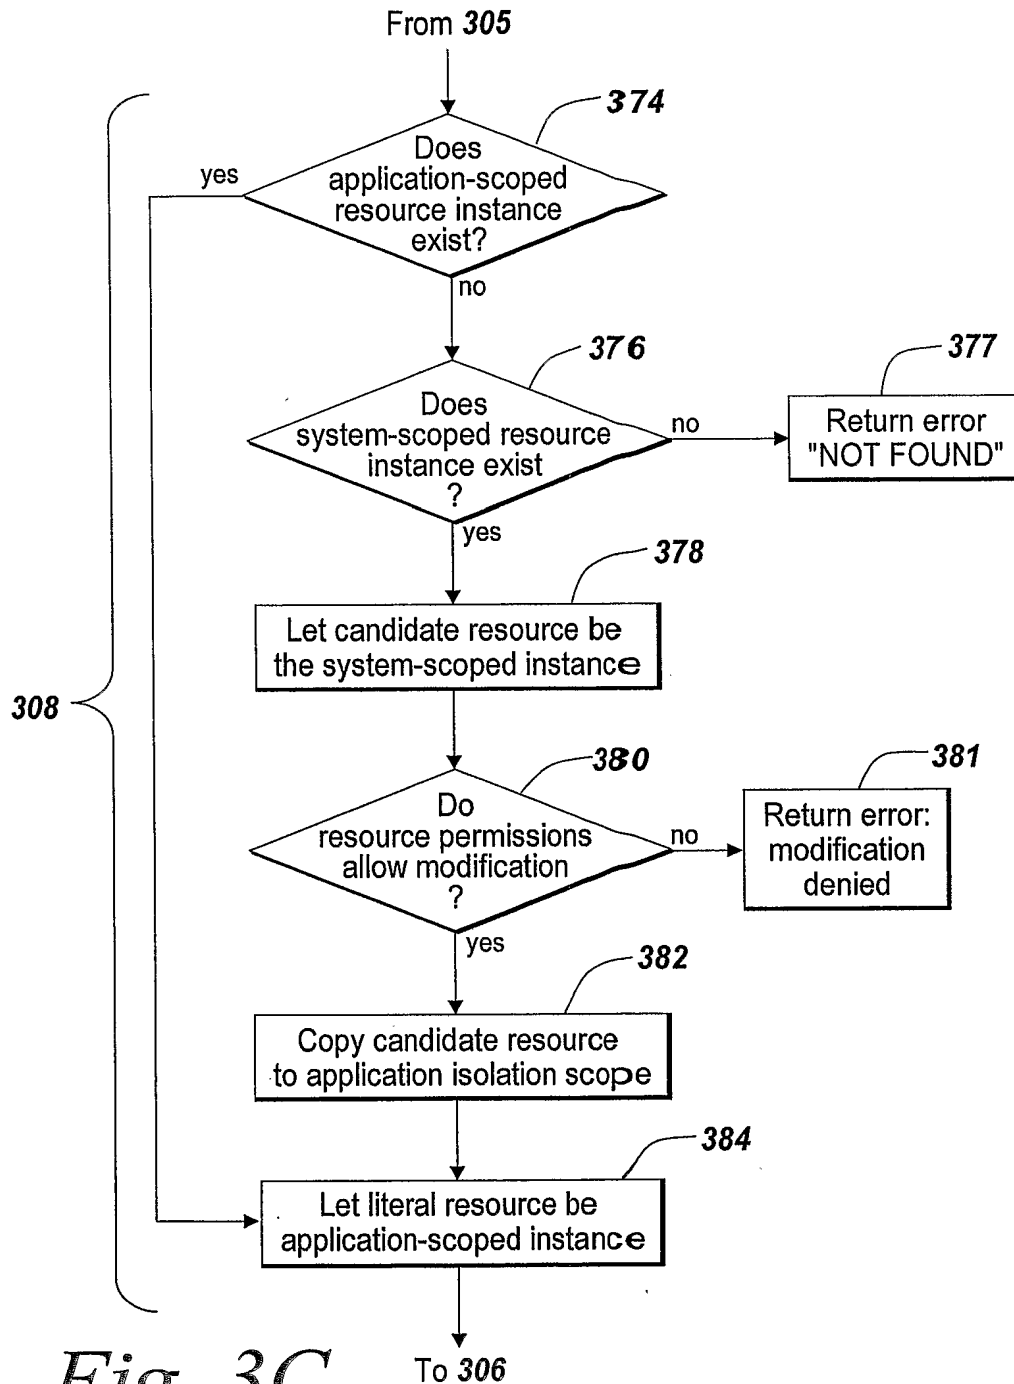 From 305
374
Does
application-scoped
resource instance
exist?
yes
no
376
Does
system-scoped resource
instance exist
?
no
377
Return error
"NOT FOUND"
yes
378
Let candidate resource be
the system-scoped instance
308
380
Do
resource permissions
allow modification
?
no
381
Return error:
modification
denied
yes
382
Copy candidate resource
to application isolation scope
384
Let literal resource be
application-scoped instance
To 306
Fig. 3C